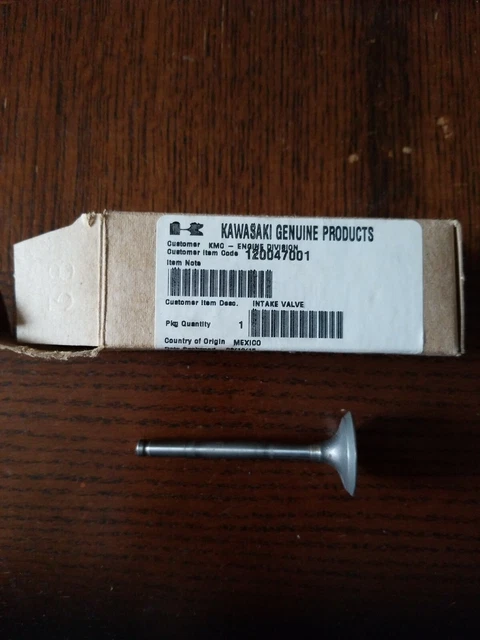 KAWASAKI GENUINE PRODUCTS
Customer KMC - ENGINE DIVISION
Customer Item Code 120047001
Item Note
Customer Item Desc. INTAKE VALVE
Pkg Quantity 1
Country of Origin MEXICO